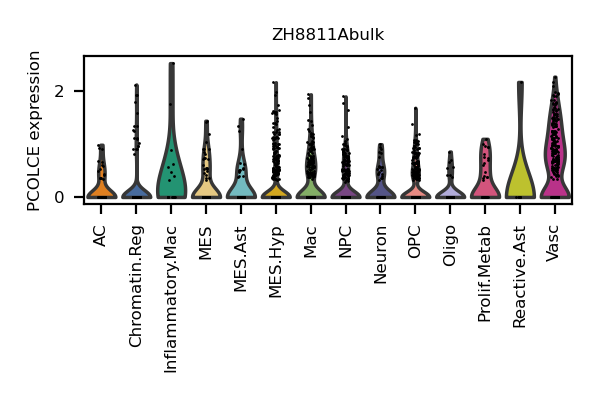 ZH8811Abulk
PCOLCE expression
2
0
AC
Chromatin.Reg
Inflammatory.Mac
MES
MES.Ast
MES.Hyp
Mac
NPC
Neuron
OPC
Oligo
Prolif.Metab
Reactive.Ast
Vasc